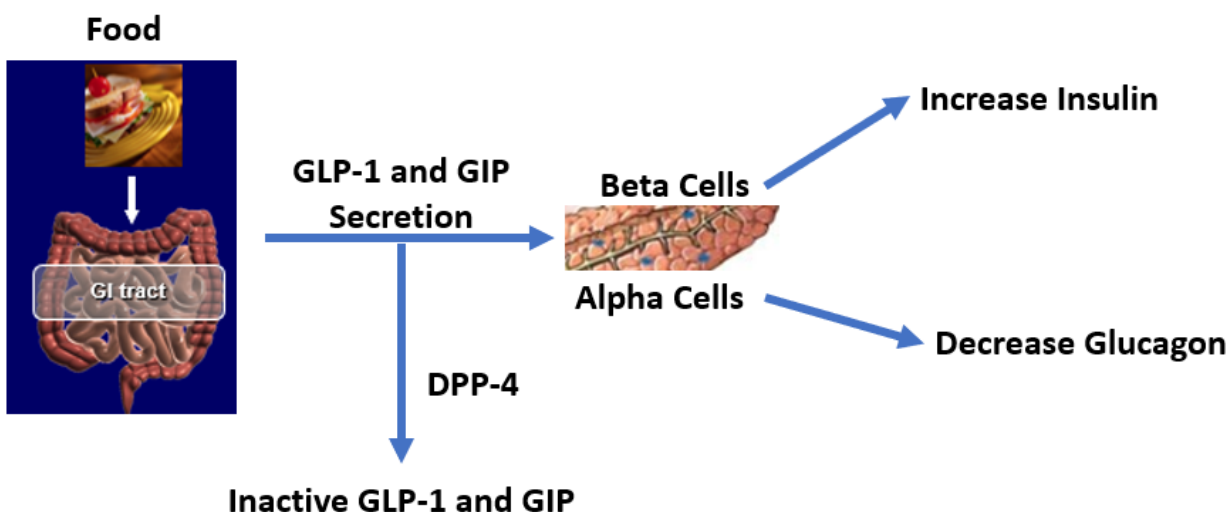 Food
GI tract
GLP-1 and GIP
Secretion
DPP-4
Inactive GLP-1 and GIP
Beta Cells
Alpha Cells
Increase Insulin
Decrease Glucagon